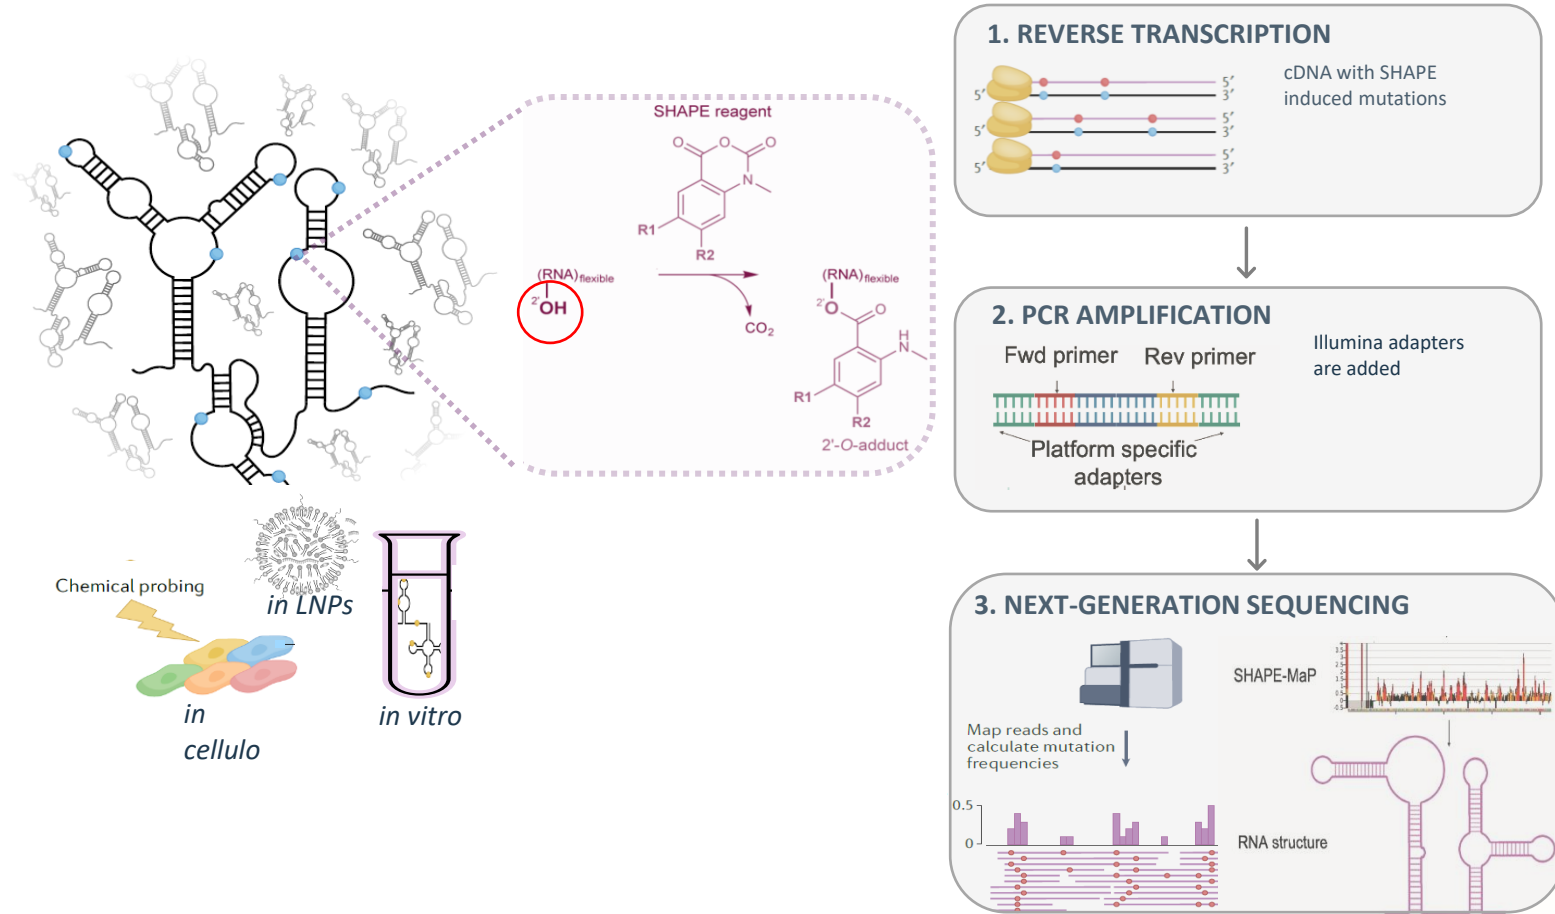 SHAPE reagent
O
O
O
N
R1
R2
(RNA)flexible
2'OH
CO2
(RNA)flexible
2'O
O
H
N
R1
R2
2'-O-adduct
Chemical probing
in LNPs
in
cellulo
in vitro
1. REVERSE TRANSCRIPTION
cDNA with SHAPE
induced mutations
5′
5′
3′
5′
5′
3′
5′
5′
3′
2. PCR AMPLIFICATION
Illumina adapters
are added
Fwd primer
Rev primer
Platform specific
adapters
3. NEXT-GENERATION SEQUENCING
SHAPE-MaP
Map reads and
calculate mutation
frequencies
0.5
0
RNA structure